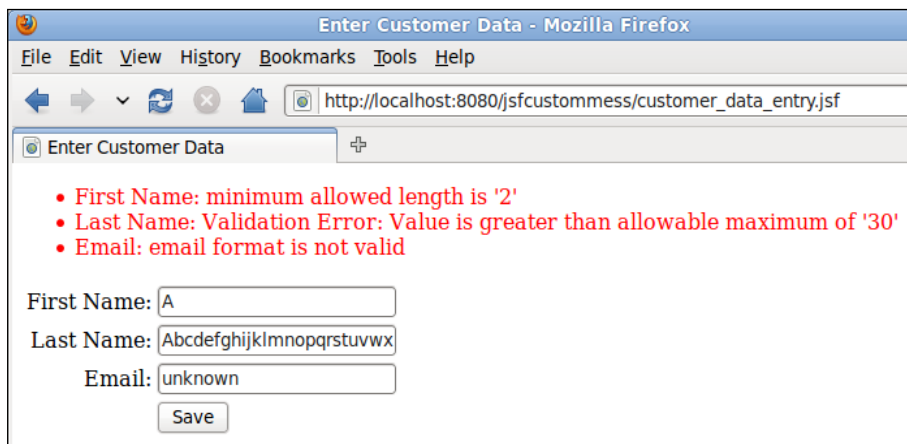 Enter Customer Data - Mozilla Firefox
File Edit View History Bookmarks Tools Help
http://localhost:8080/jsfcustommess/customer_data_entry.jsf
Enter Customer Data
• First Name: minimum allowed length is '2'
• Last Name: Validation Error: Value is greater than allowable maximum of '30'
• Email: email format is not valid
First Name: A
Last Name: Abcdefghijklmnopqrstuvwx
Email: unknown
Save